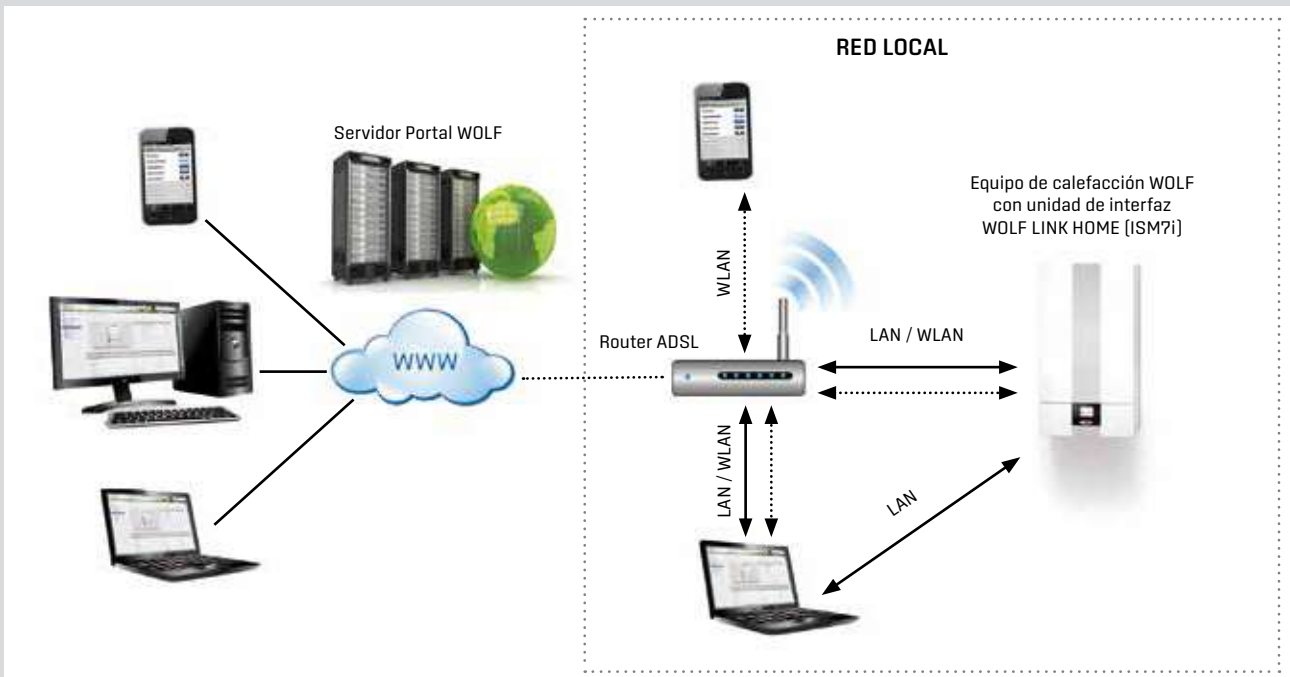 RED LOCAL
Servidor Portal WOLF
Equipo de calefacción WOLF
con unidad de interfaz
WOLF LINK HOME (ISM7i)
WLAN
Router ADSL
LAN / WLAN
WWW
LAN / WLAN
LAN